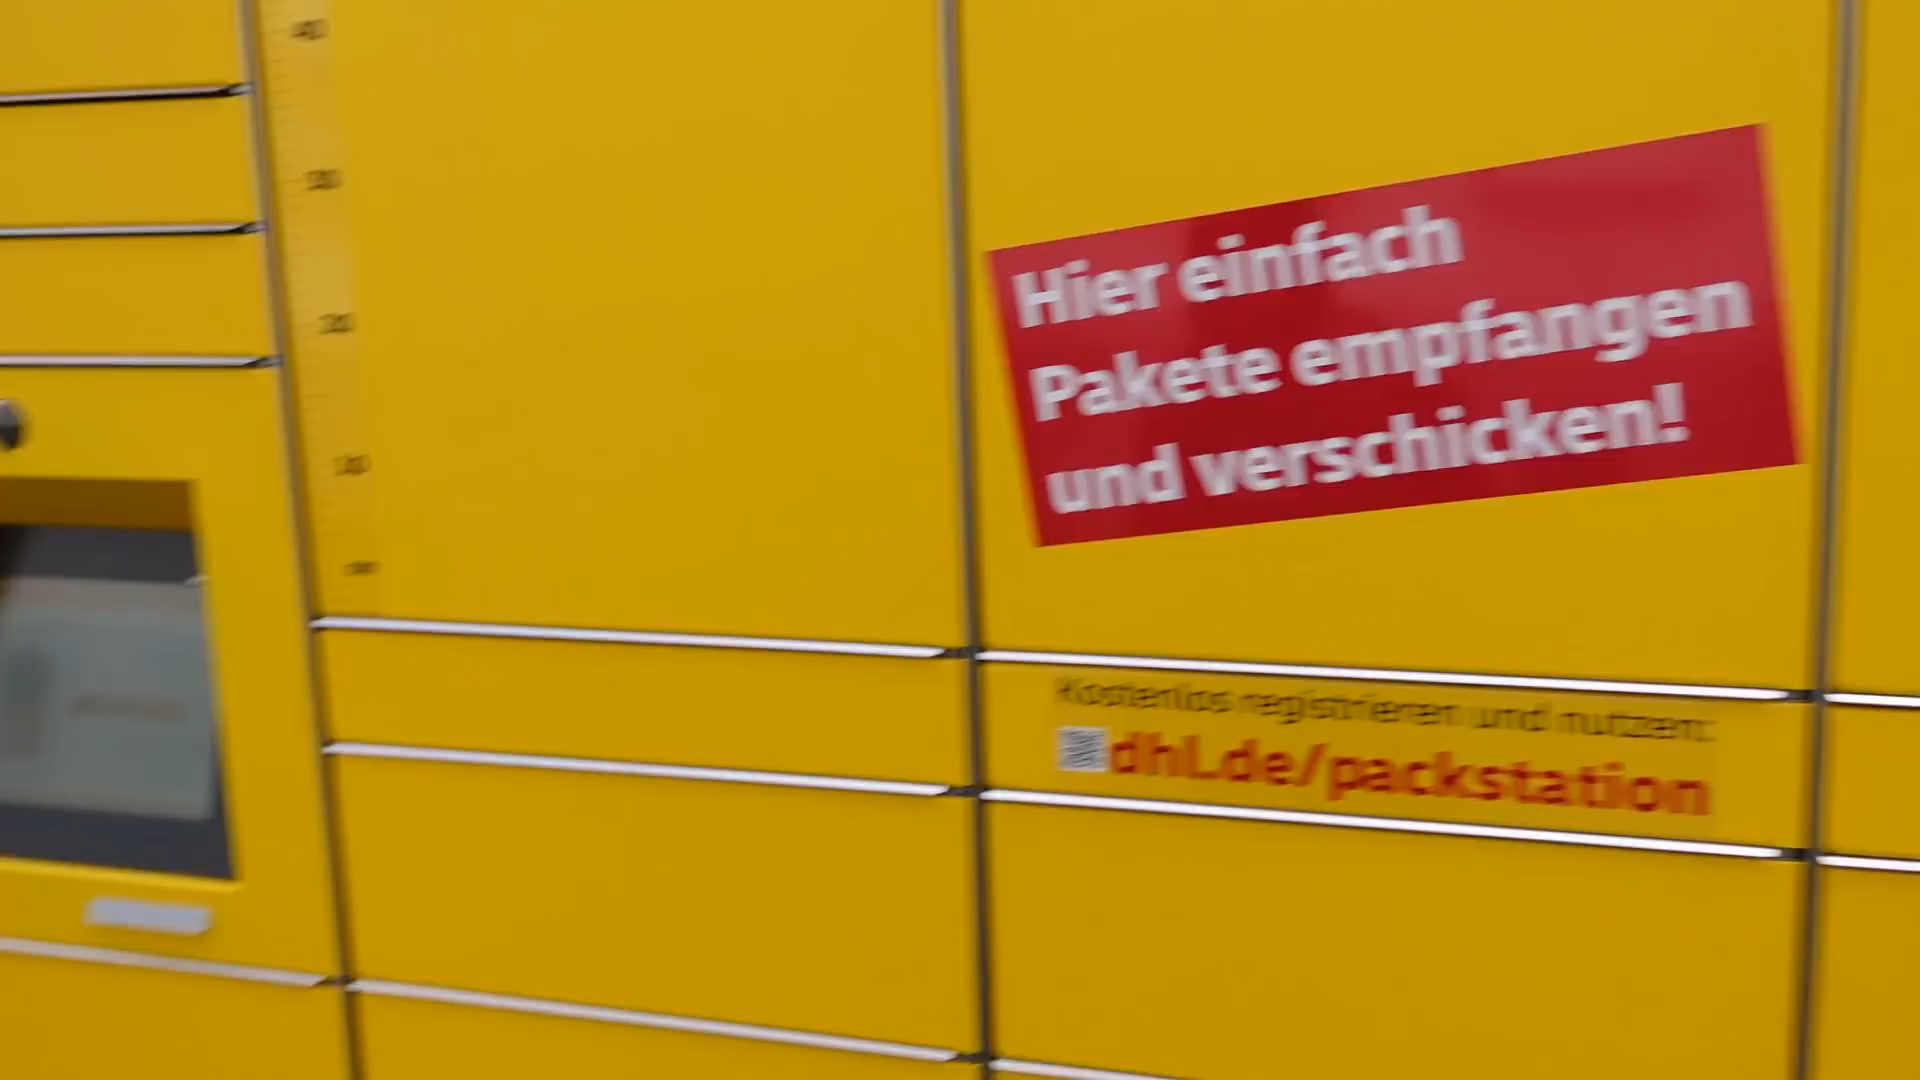 Hier einfach
Pakete empfangen
und verschicken!
Kostenlos registrieren und nutzen:
dhl.de/packstation